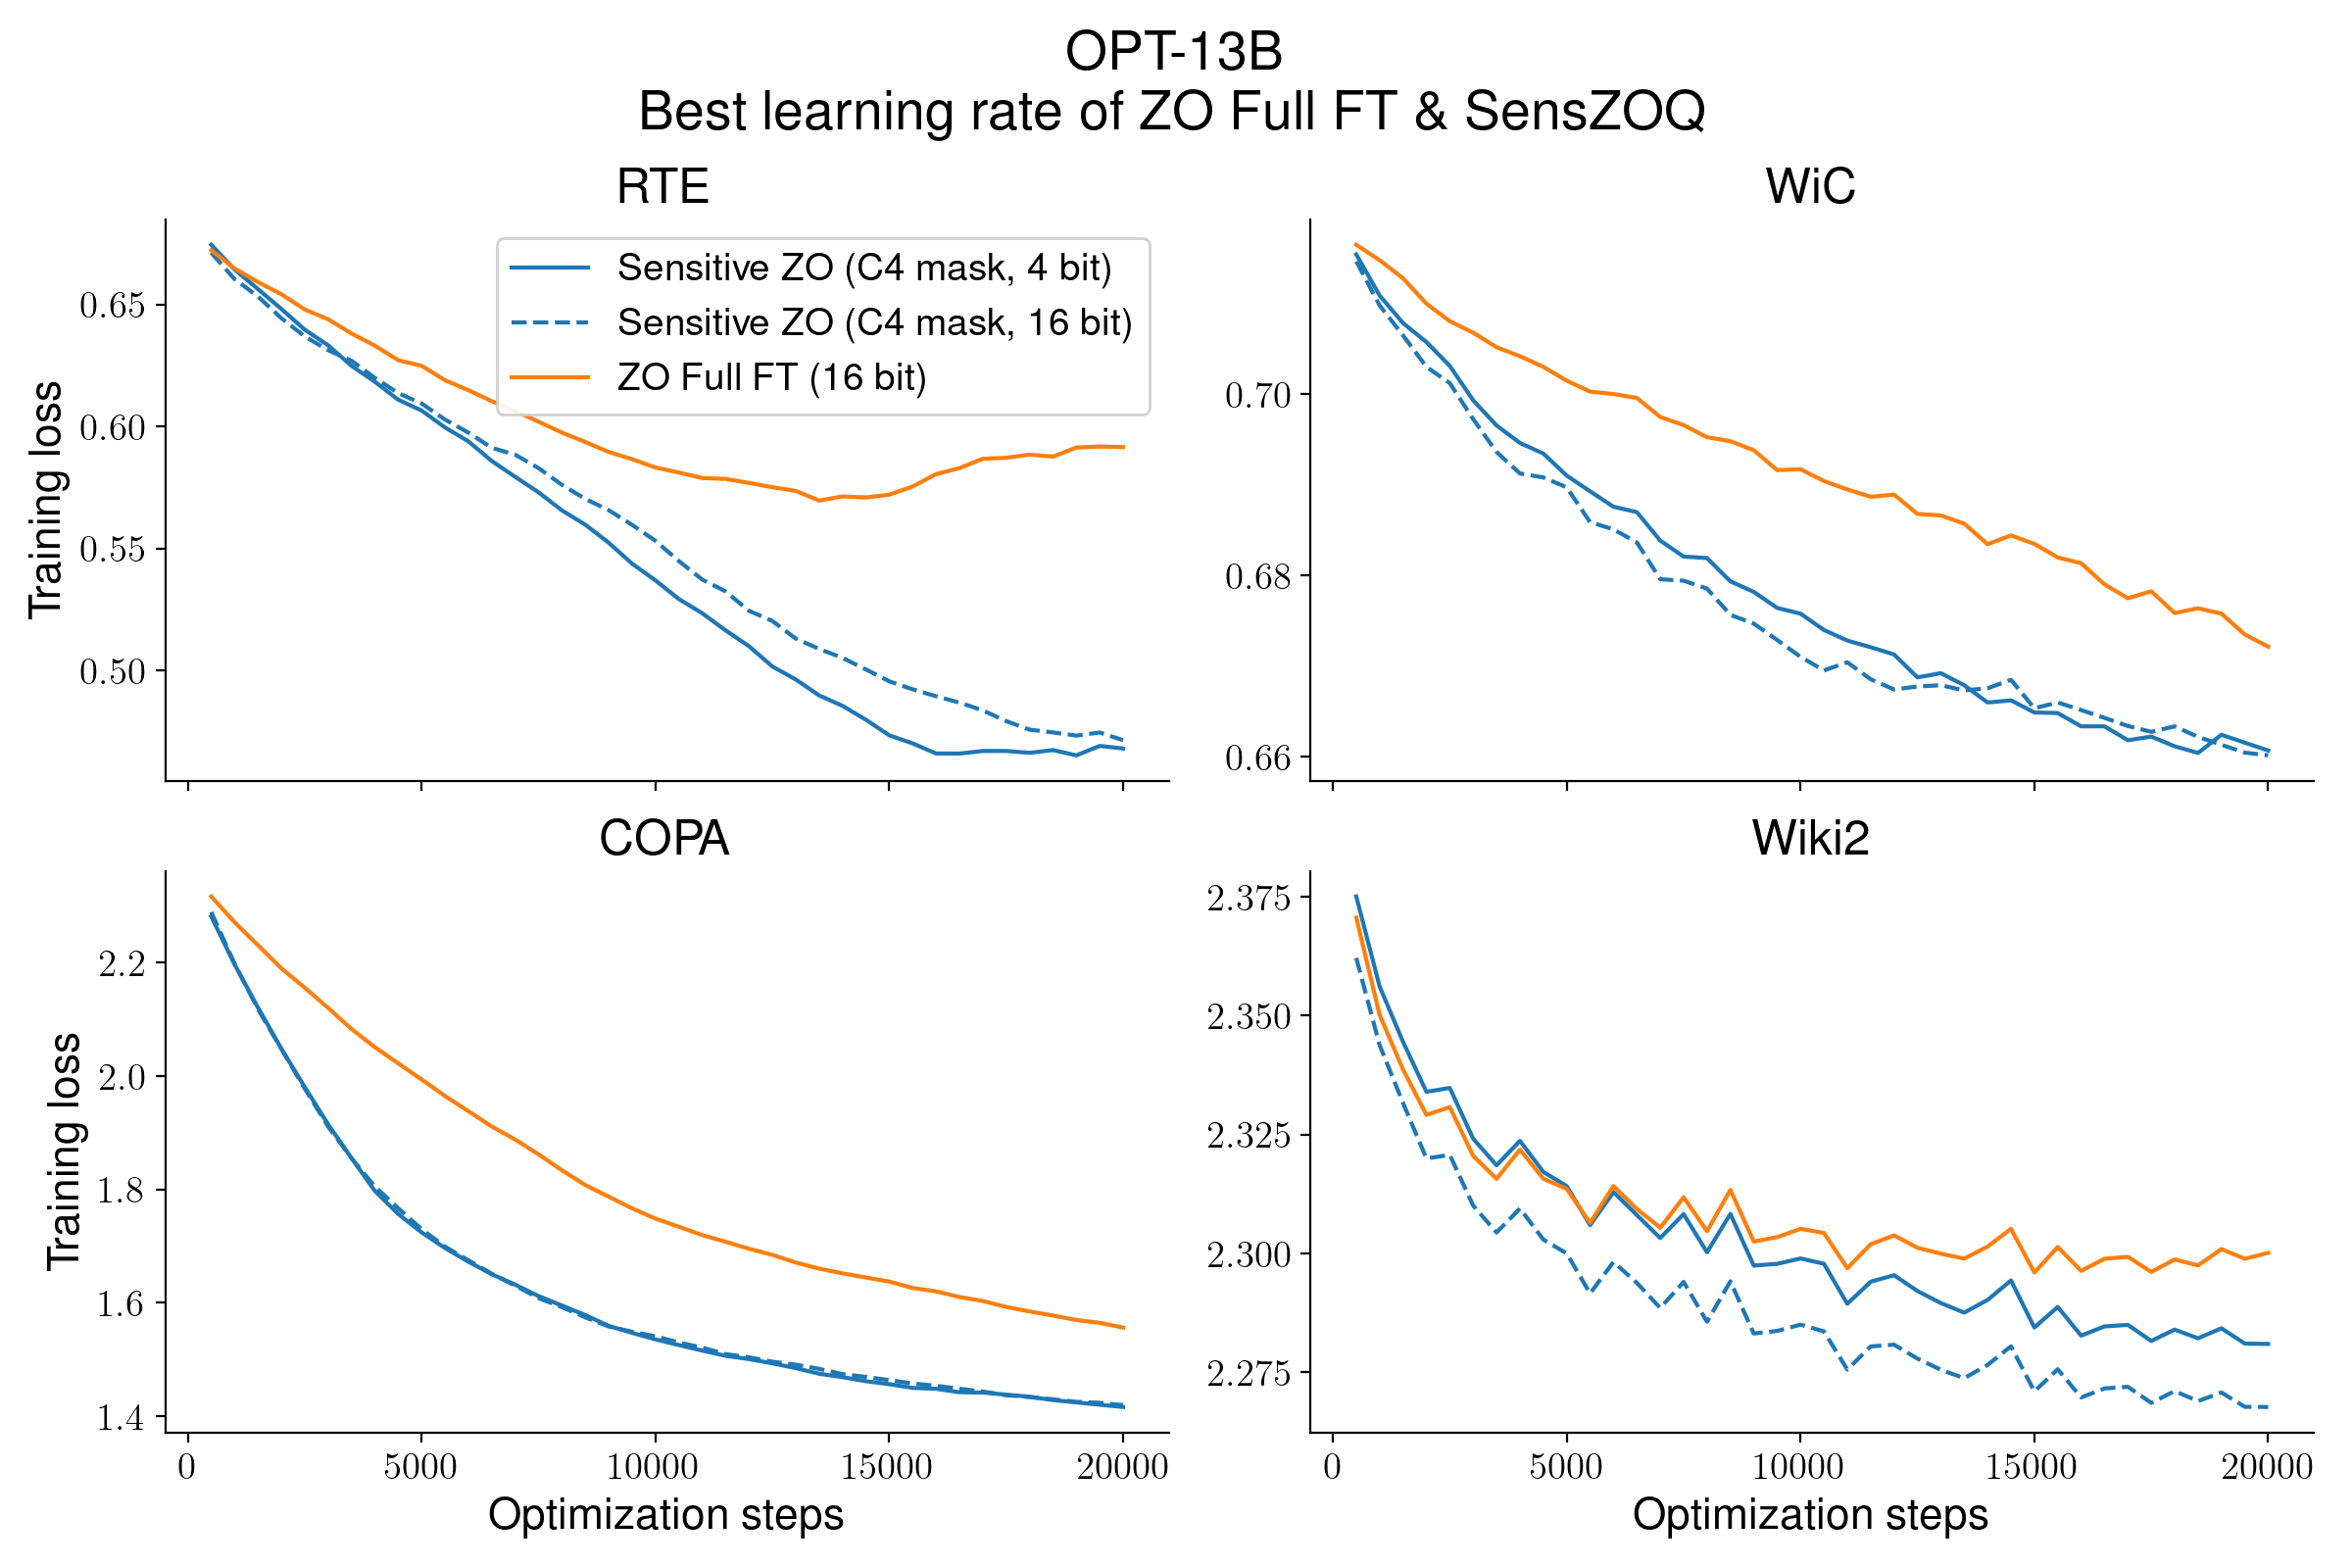 OPT-13B
Best learning rate of ZO Full FT & SensZOQ
RTE
Sensitive ZO (C4 mask, 4 bit)
Sensitive ZO (C4 mask, 16 bit)
ZO Full FT (16 bit)
Training loss
0.65
0.60
0.55
0.50
WiC
0.70
0.68
0.66
COPA
Training loss
2.2
2.0
1.8
1.6
1.4
0 5000 10000 15000 20000
Optimization steps
Wiki2
2.375
2.350
2.325
2.300
2.275
0 5000 10000 15000 20000
Optimization steps